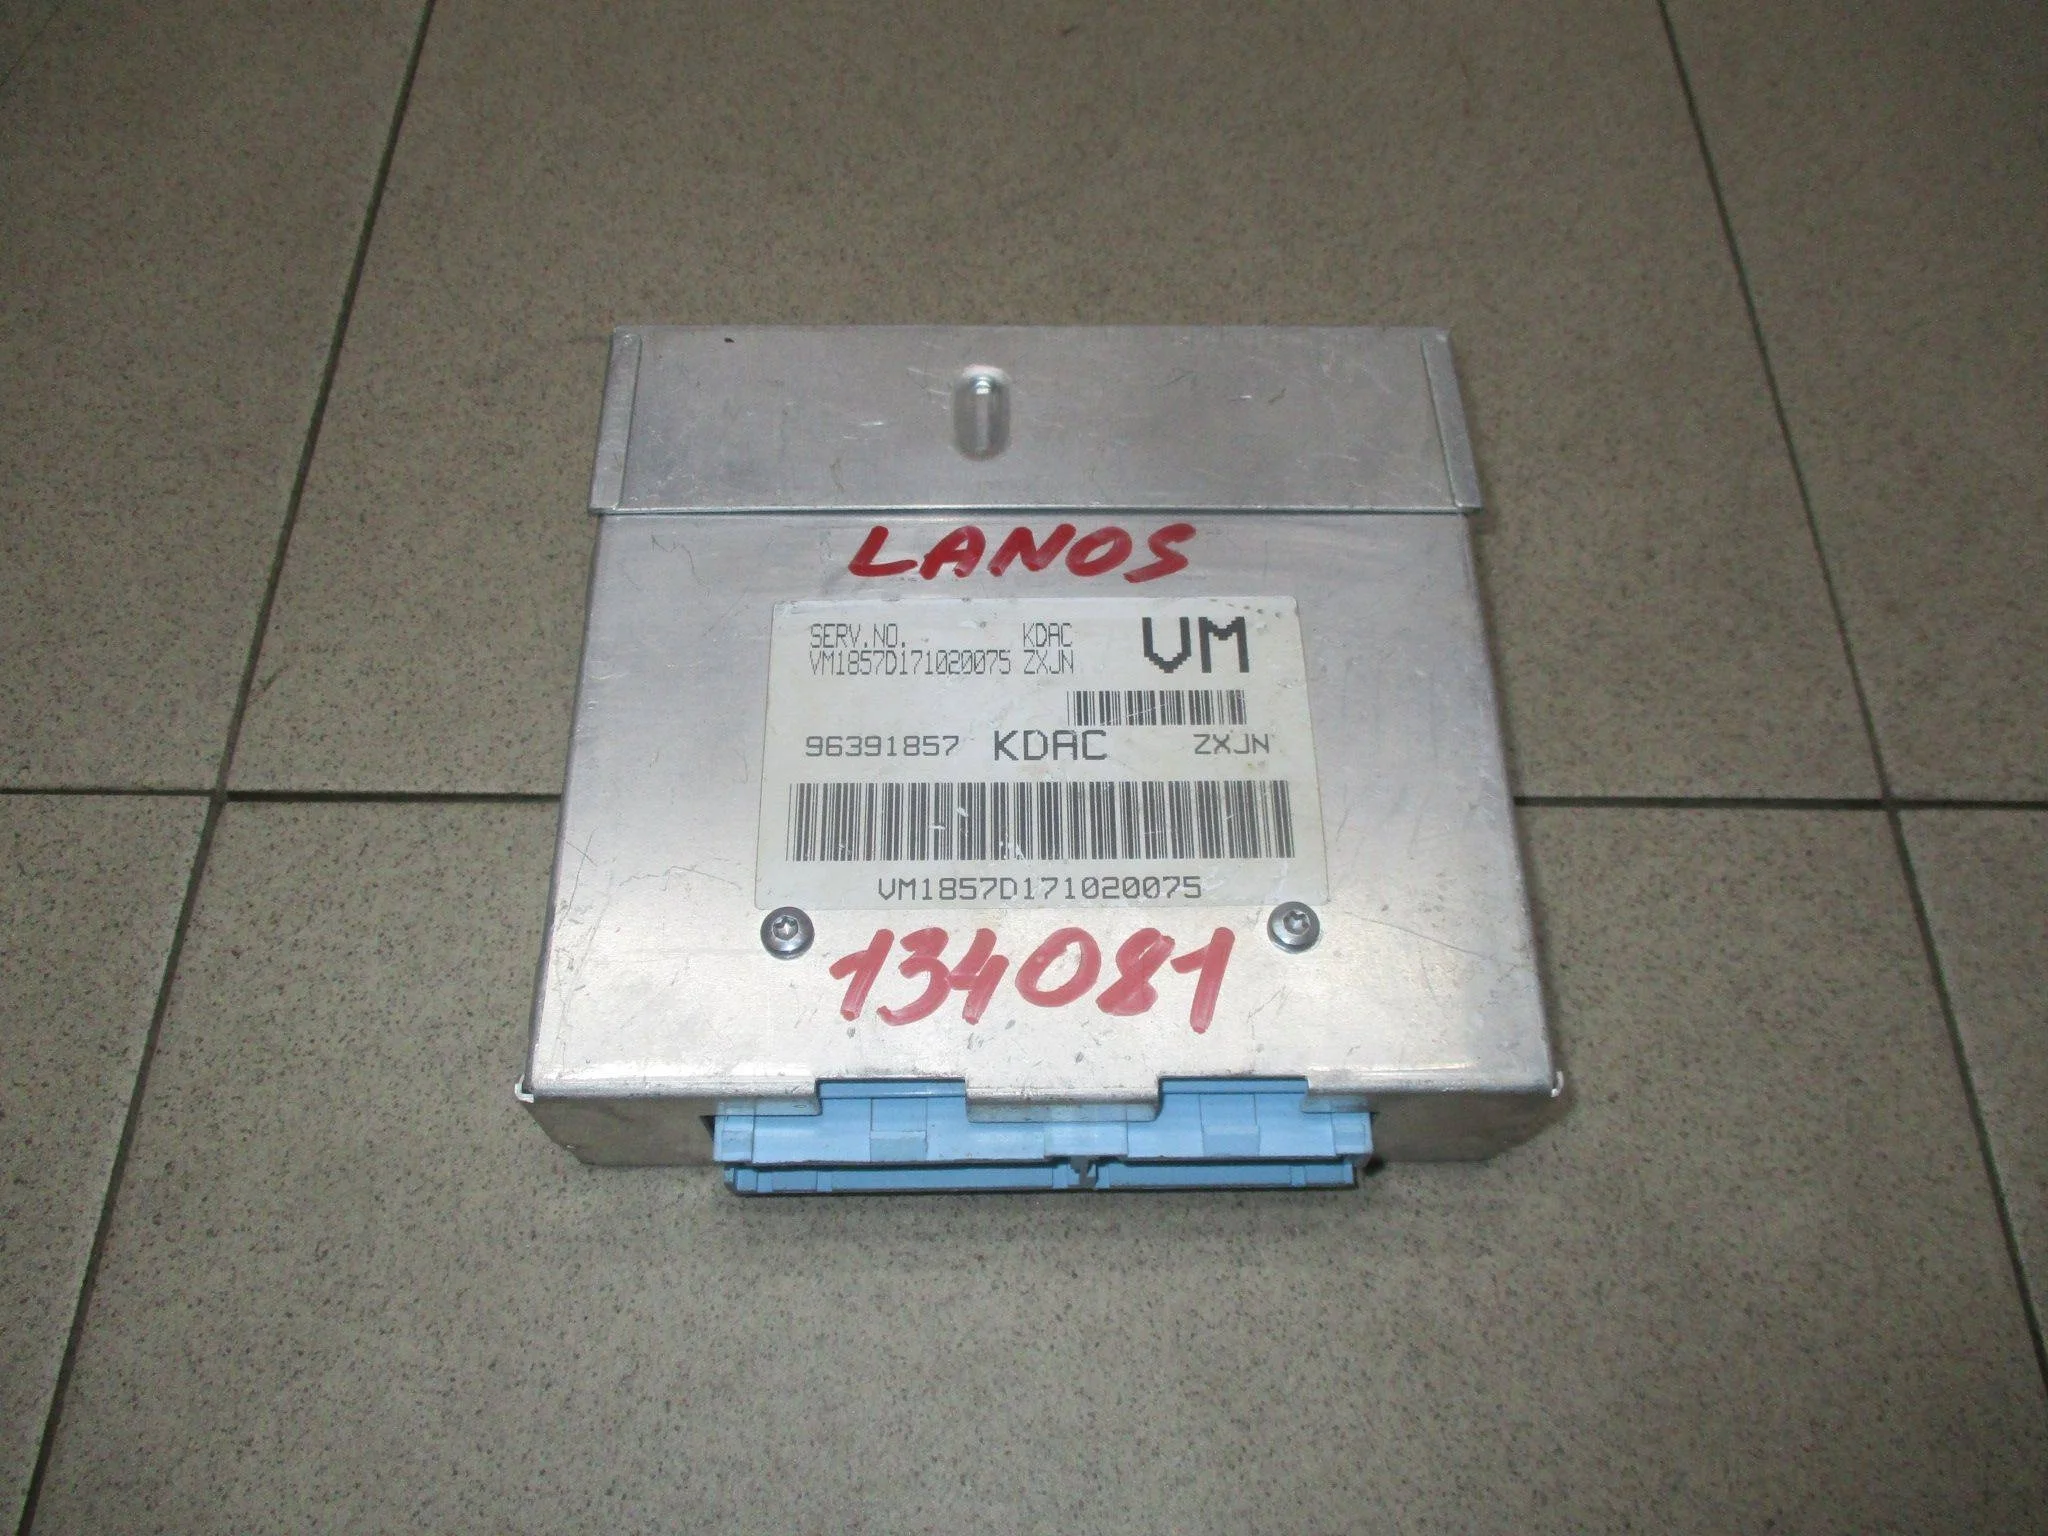 LANOS
SERV.NO. KDAC VM
VM1857D171020075 ZXJN
96391857 KDAC ZXJN
VM1857D171020075
134081